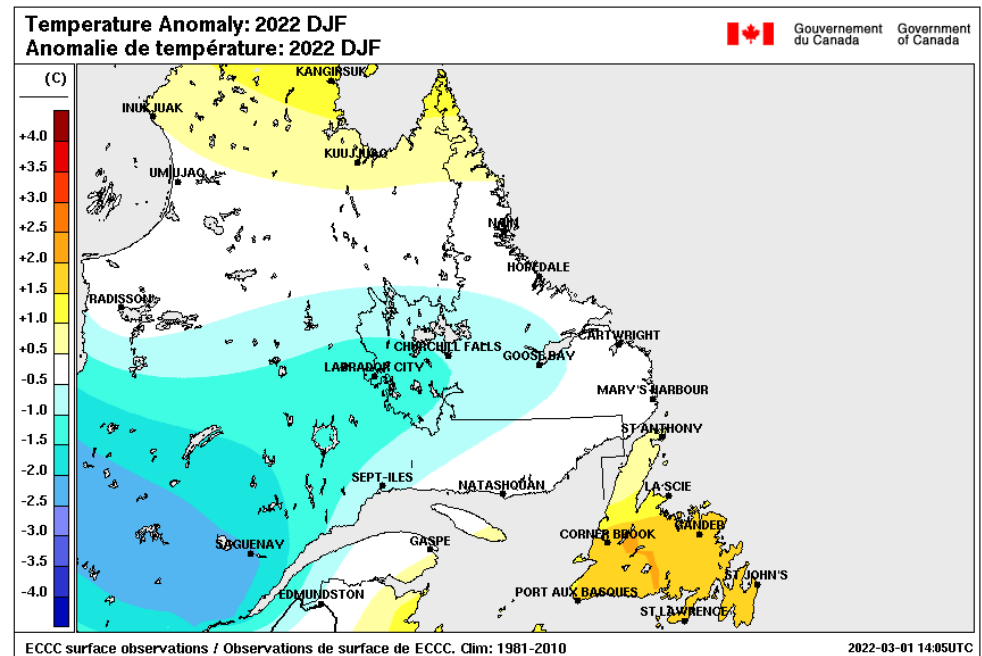 Temperature Anomaly: 2022 DJF
Anomalie de température: 2022 DJF
Gouvernement du Canada
Government of Canada
(C)
+4.0
+3.5
+3.0
+2.5
+2.0
+1.5
+1.0
+0.5
-0.5
-1.0
-1.5
-2.0
-2.5
-3.0
-3.5
-4.0
KANGIRSUK
INUKJUAK
KUUJJUAQ
UMIUJAQ
NAIN
HOPEDALE
RADISSON
CARTWRIGHT
CHURCHILL FALLS
GOOSE BAY
LABRADOR CITY
MARY'S HARBOUR
ST ANTHONY
SEPT-ILES
NATASHQUAN
LA SCIE
GANDER
CORNER BROOK
SAGUENAY
GASPE
ST JOHN'S
EDMUNDSTON
PORT AUX BASQUES
ST LAWRENCE
ECCC surface observations / Observations de surface de ECCC. Clim: 1981-2010
2022-03-01 14:05UTC